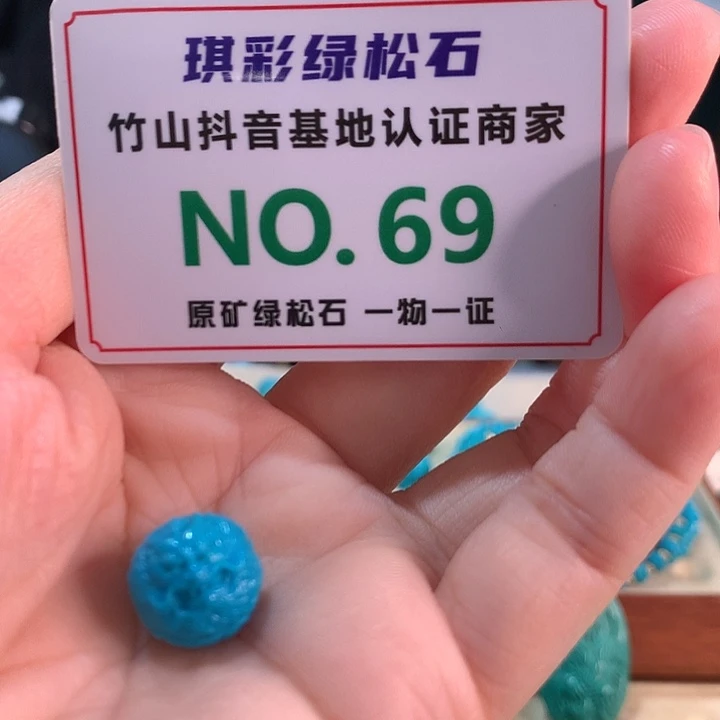 琪彩绿松石
竹山抖音基地认证商家
NO. 69
原矿绿松石 一物一证